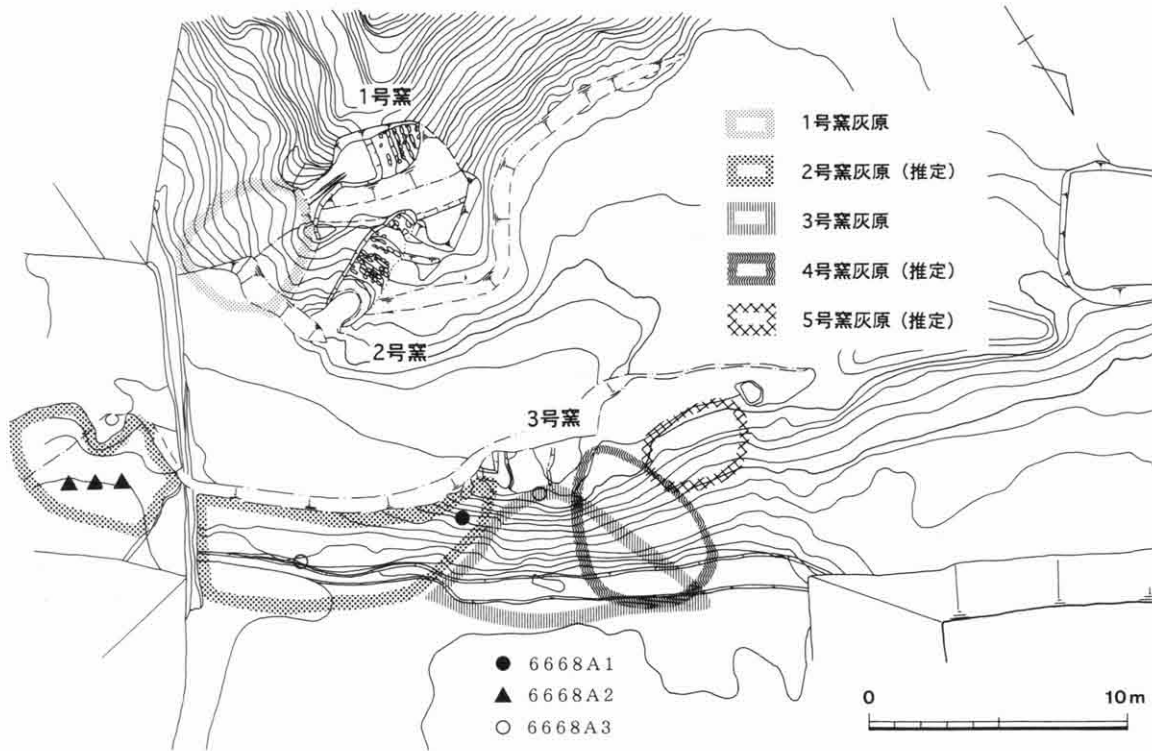 1号窯
1号窯灰原
2号窯灰原（推定）
3号窯灰原
4号窯灰原（推定）
5号窯灰原（推定）
2号窯
3号窯
● 6668A1
▲ 6668A2
○ 6668A3
0 10m